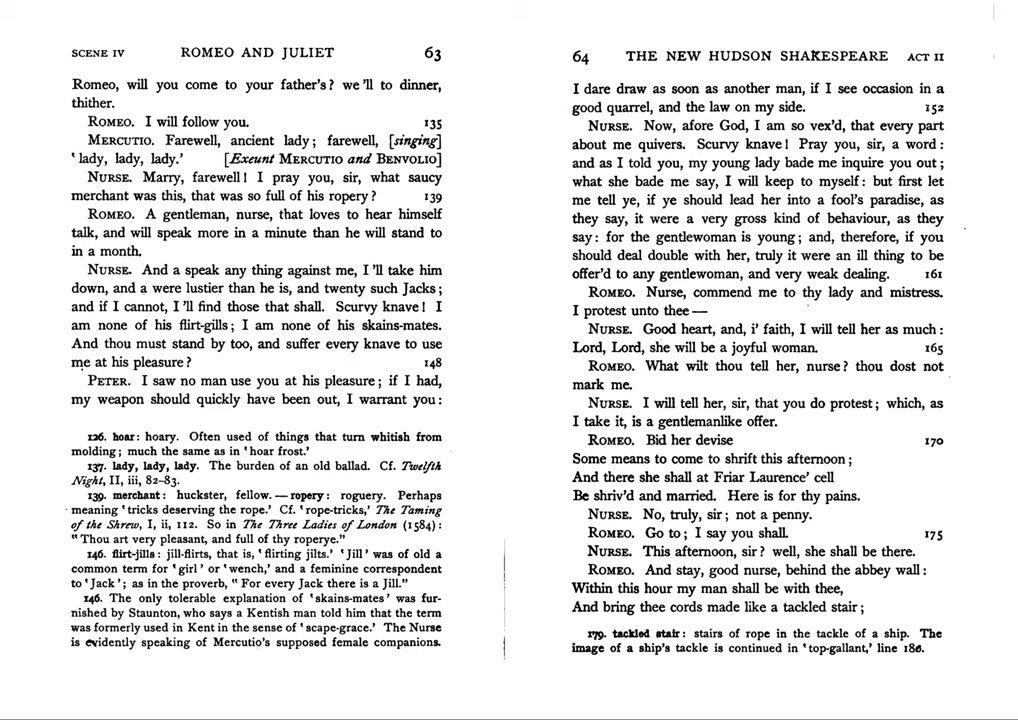 SCENE IV ROMEO AND JULIET 63
Romeo, will you come to your father's? we'll to dinner,
thither.
ROMEO. I will follow you. 135
MERCUTIO. Farewell, ancient lady; farewell, [singing]
'lady, lady, lady.' [Exeunt MERCUTIO and BENVOLIO]
NURSE. Marry, farewell! I pray you, sir, what saucy
merchant was this, that was so full of his ropery? 139
ROMEO. A gentleman, nurse, that loves to hear himself
talk, and will speak more in a minute than he will stand to
in a month.
NURSE. And a speak any thing against me, I'll take him
down, and a were lustier than he is, and twenty such Jacks;
and if I cannot, I'll find those that shall. Scurvy knave! I
am none of his flirt-gills; I am none of his skains-mates.
And thou must stand by too, and suffer every knave to use
me at his pleasure? 148
PETER. I saw no man use you at his pleasure; if I had,
my weapon should quickly have been out, I warrant you:
126. hoar: hoary. Often used of things that turn whitish from
molding; much the same as in 'hoar frost.'
137. lady, lady, lady. The burden of an old ballad. Cf. Twelfth
Night, II, iii, 82–83.
139. merchant: huckster, fellow. — ropery: roguery. Perhaps
meaning 'tricks deserving the rope.' Cf. 'rope-tricks,' The Taming
of the Shrew, I, ii, 112. So in The Three Ladies of London (1584):
"Thou art very pleasant, and full of thy roperye."
146. flirt-jills: jill-flirts, that is, 'flirting jilts.' 'Jill' was of old a
common term for 'girl' or 'wench,' and a feminine correspondent
to 'Jack'; as in the proverb, "For every Jack there is a Jill."
146. The only tolerable explanation of 'skains-mates' was fur-
nished by Staunton, who says a Kentish man told him that the term
was formerly used in Kent in the sense of 'scape-grace.' The Nurse
is evidently speaking of Mercutio's supposed female companions.
64 THE NEW HUDSON SHAKESPEARE ACT II
I dare draw as soon as another man, if I see occasion in a
good quarrel, and the law on my side. 152
NURSE. Now, afore God, I am so vex'd, that every part
about me quivers. Scurvy knave! Pray you, sir, a word:
and as I told you, my young lady bade me inquire you out;
what she bade me say, I will keep to myself: but first let
me tell ye, if ye should lead her into a fool's paradise, as
they say, it were a very gross kind of behaviour, as they
say: for the gentlewoman is young; and, therefore, if you
should deal double with her, truly it were an ill thing to be
offer'd to any gentlewoman, and very weak dealing. 161
ROMEO. Nurse, commend me to thy lady and mistress.
I protest unto thee —
NURSE. Good heart, and, i' faith, I will tell her as much:
Lord, Lord, she will be a joyful woman. 165
ROMEO. What wilt thou tell her, nurse? thou dost not
mark me.
NURSE. I will tell her, sir, that you do protest; which, as
I take it, is a gentlemanlike offer.
ROMEO. Bid her devise 170
Some means to come to shrift this afternoon;
And there she shall at Friar Laurence' cell
Be shriv'd and married. Here is for thy pains.
NURSE. No, truly, sir; not a penny.
ROMEO. Go to; I say you shall. 175
NURSE. This afternoon, sir? well, she shall be there.
ROMEO. And stay, good nurse, behind the abbey wall:
Within this hour my man shall be with thee,
And bring thee cords made like a tackled stair;
179. tackled stair: stairs of rope in the tackle of a ship. The
image of a ship's tackle is continued in 'top-gallant,' line 180.